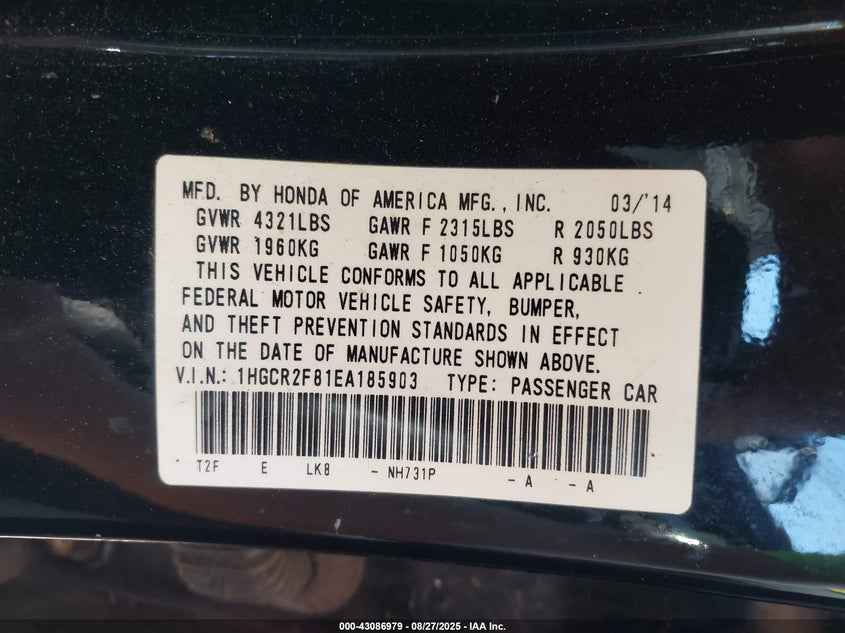 MFD. BY HONDA OF AMERICA MFG., INC. 03/'14
GVWR 4321LBS GAWR F 2315LBS R 2050LBS
GVWR 1960KG GAWR F 1050KG R 930KG
THIS VEHICLE CONFORMS TO ALL APPLICABLE
FEDERAL MOTOR VEHICLE SAFETY, BUMPER,
AND THEFT PREVENTION STANDARDS IN EFFECT
ON THE DATE OF MANUFACTURE SHOWN ABOVE.
V.I.N.: 1HGCR2F81EA185903 TYPE: PASSENGER CAR
T2F E LK8 - NH731P - A - A
000-43086979 - 08/27/2025 - IAA Inc.